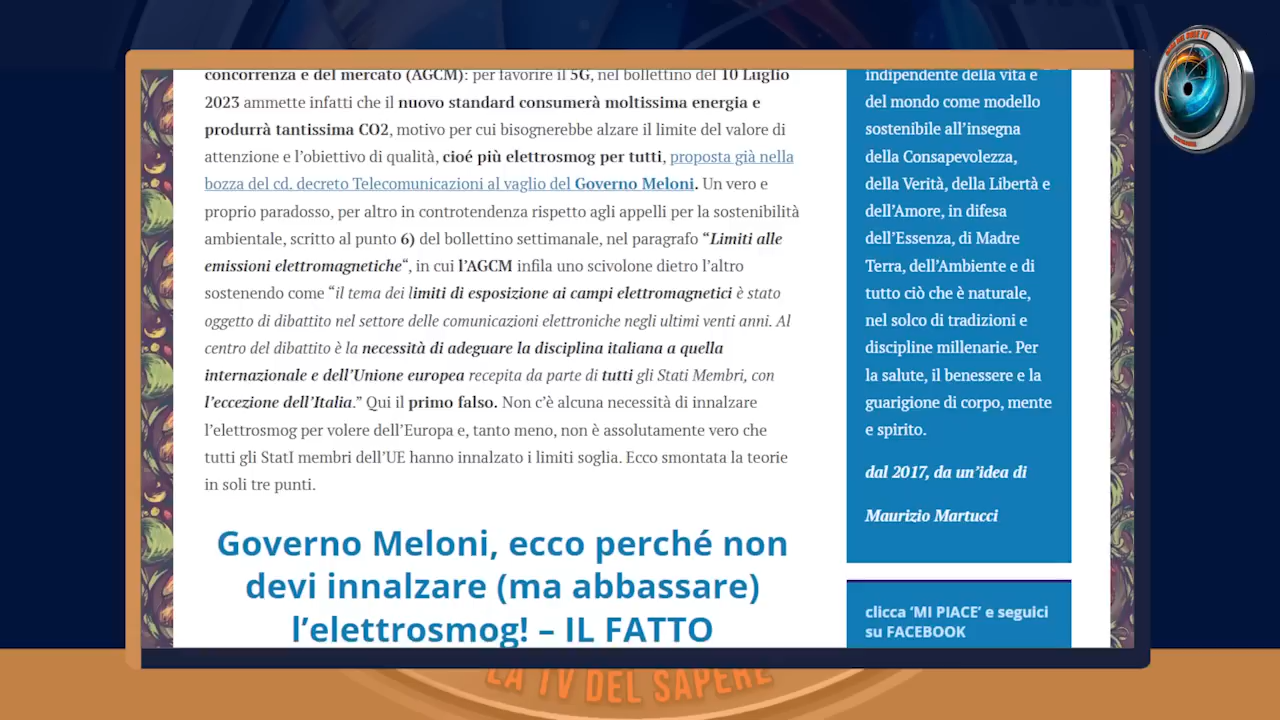 concorrenza e del mercato (AGCM): per favorire il 5G, nel bollettino del 10 Luglio
2023 ammette infatti che il nuovo standard consumerà moltissima energia e
produrrà tantissima CO2, motivo per cui bisognerebbe alzare il limite del valore di
attenzione e l'obiettivo di qualità, cioé più elettrosmog per tutti, proposta già nella
bozza del cd. decreto Telecomunicazioni al vaglio del Governo Meloni. Un vero e
proprio paradosso, per altro in controtendenza rispetto agli appelli per la sostenibilità
ambientale, scritto al punto 6) del bollettino settimanale, nel paragrafo “Limiti alle
emissioni elettromagnetiche“, in cui l'AGCM infila uno scivolone dietro l'altro
sostenendo come “il tema dei limiti di esposizione ai campi elettromagnetici è stato
oggetto di dibattito nel settore delle comunicazioni elettroniche negli ultimi venti anni. Al
centro del dibattito è la necessità di adeguare la disciplina italiana a quella
internazionale e dell'Unione europea recepita da parte di tutti gli Stati Membri, con
l'eccezione dell'Italia.” Qui il primo falso. Non c'è alcuna necessità di innalzare
l'elettrosmog per volere dell'Europa e, tanto meno, non è assolutamente vero che
tutti gli StatI membri dell'UE hanno innalzato i limiti soglia. Ecco smontata la teorie
in soli tre punti.
Governo Meloni, ecco perché non
devi innalzare (ma abbassare)
l'elettrosmog! – IL FATTO
indipendente della vita e
del mondo come modello
sostenibile all'insegna
della Consapevolezza,
della Verità, della Libertà e
dell'Amore, in difesa
dell'Essenza, di Madre
Terra, dell'Ambiente e di
tutto ciò che è naturale,
nel solco di tradizioni e
discipline millenarie. Per
la salute, il benessere e la
guarigione di corpo, mente
e spirito.
dal 2017, da un'idea di
Maurizio Martucci
clicca 'MI PIACE' e seguici
su FACEBOOK
LA TV DEL SAPERE